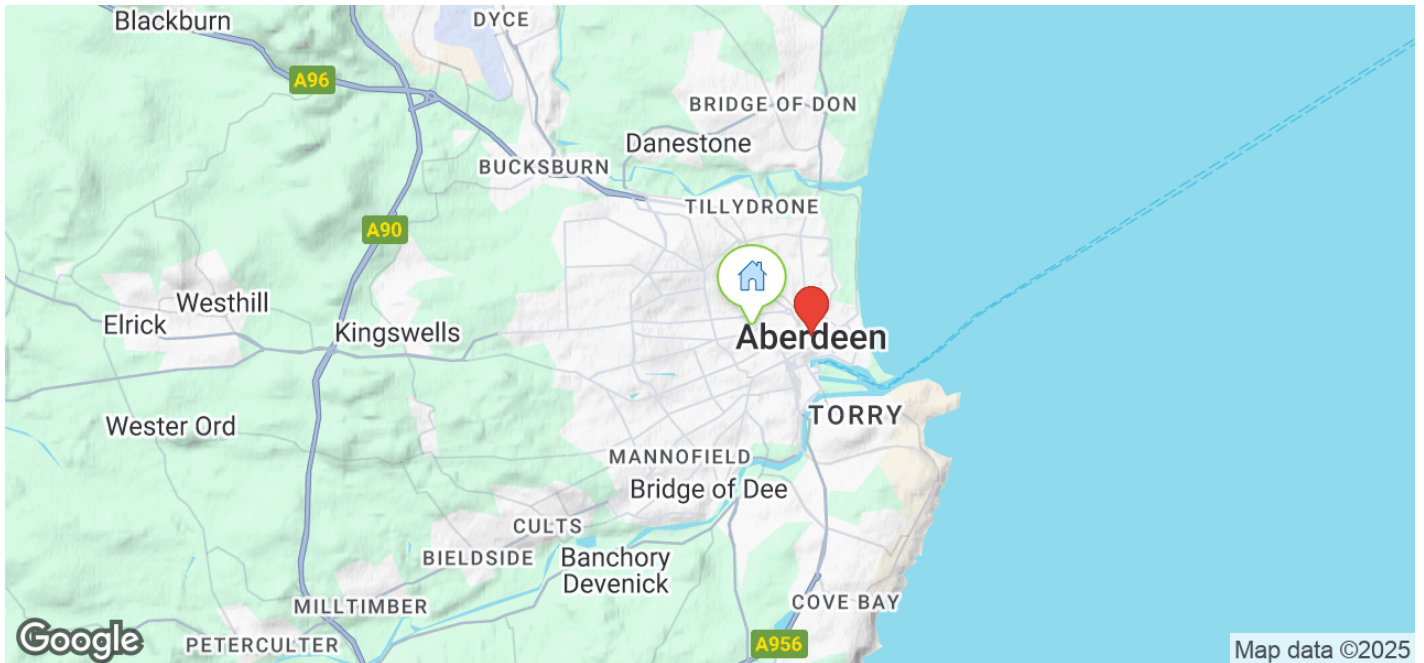 Blackburn
DYCE
A96
BRIDGE OF DON
Danestone
BUCKSBURN
TILLYDRONE
A90
Westhill
Elrick
Kingswells
Aberdeen
TORRY
Wester Ord
MANNOFIELD
Bridge of Dee
CULTS
BIELDSIDE
Banchory
Devenick
MILLTIMBER
COVE BAY
PETERCULTER
A956
Google
Map data ©2025